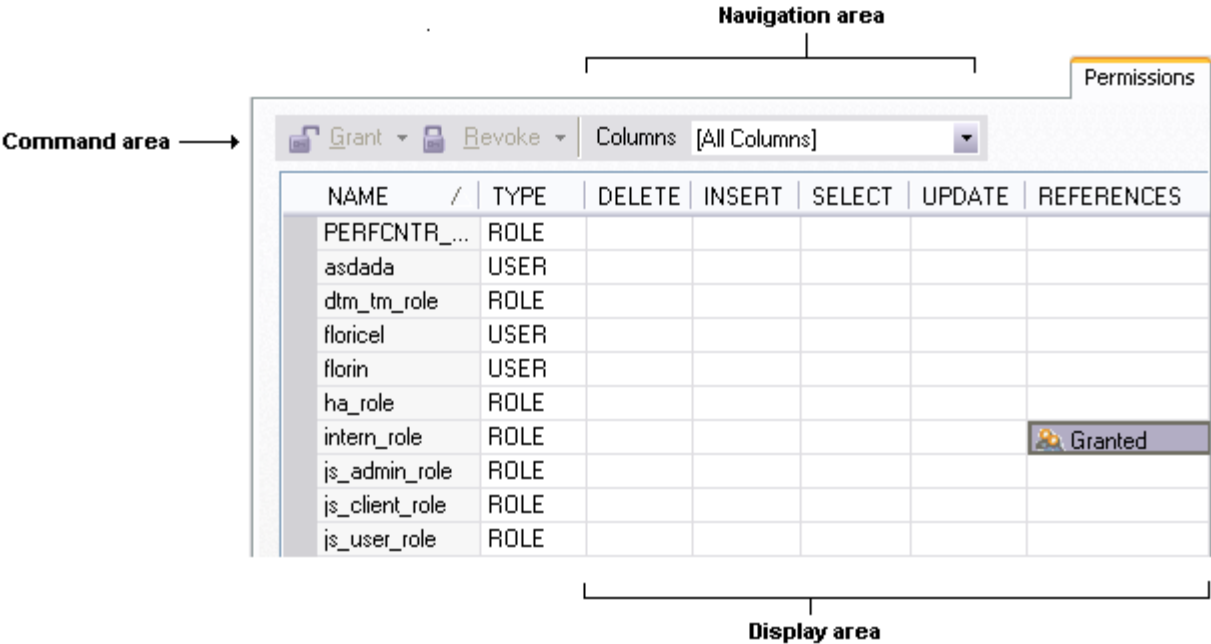 Navigation area
Permissions
Command area
Grant Revoke Columns [All Columns]
NAME / TYPE DELETE INSERT SELECT UPDATE REFERENCES
PERFCNTR_... ROLE
asdada USER
dtm_tm_role ROLE
floricel USER
florin USER
ha_role ROLE
intern_role ROLE Granted
js_admin_role ROLE
js_client_role ROLE
js_user_role ROLE
Display area